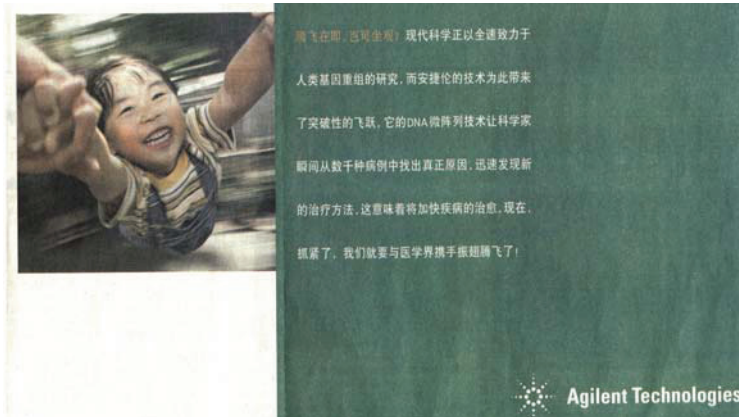 腾飞在即,岂可坐视!现代科学正以全速致力于
人类基因重组的研究,而安捷伦的技术为此带来
了突破性的飞跃,它的DNA微阵列技术让科学家
瞬间从数千种病例中找出真正原因,迅速发现新
的治疗方法,这意味着将加快疾病的治愈,现在,
抓紧了,我们就要与医学界携手振翅腾飞了!
Agilent Technologies